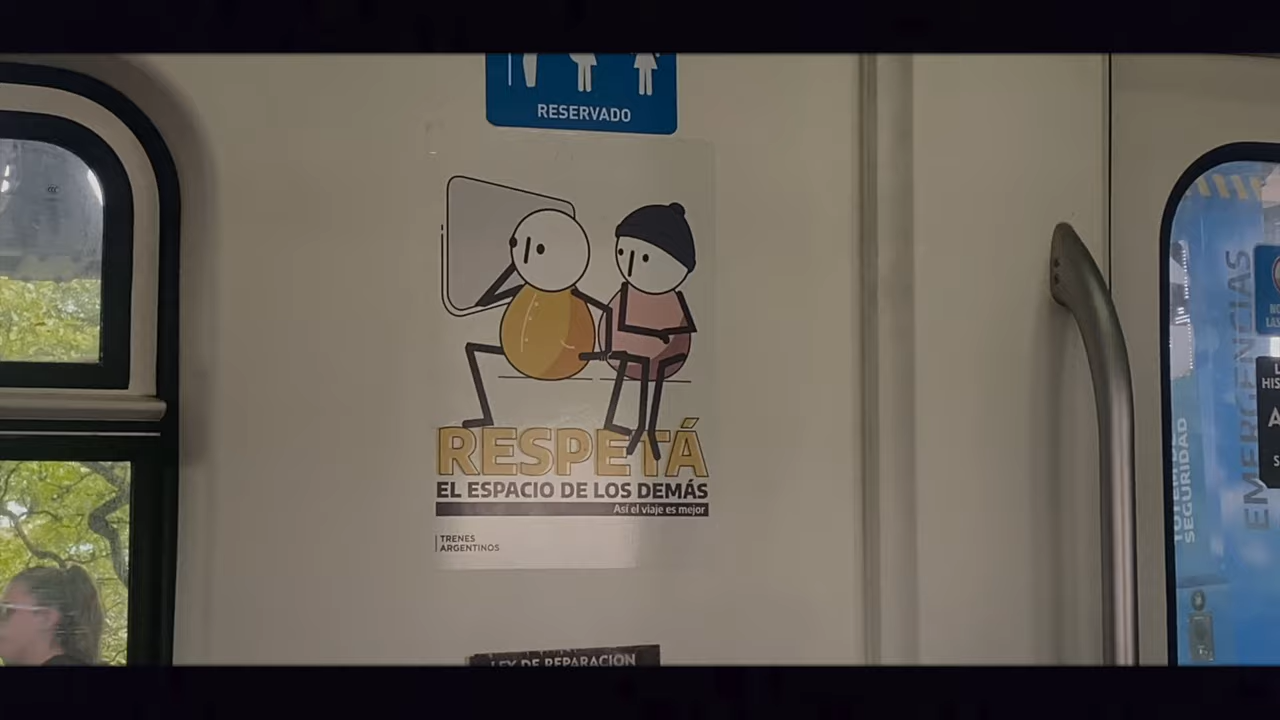 RESERVADO
RESPETÁ
EL ESPACIO DE LOS DEMÁS
Así el viaje es mejor
TRENES
ARGENTINOS
LEY DE REPARACION
EMERGENCIAS
SEGURIDAD